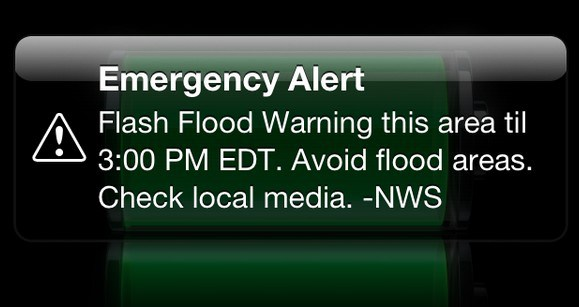 Emergency Alert
Flash Flood Warning this area til
3:00 PM EDT. Avoid flood areas.
Check local media. -NWS